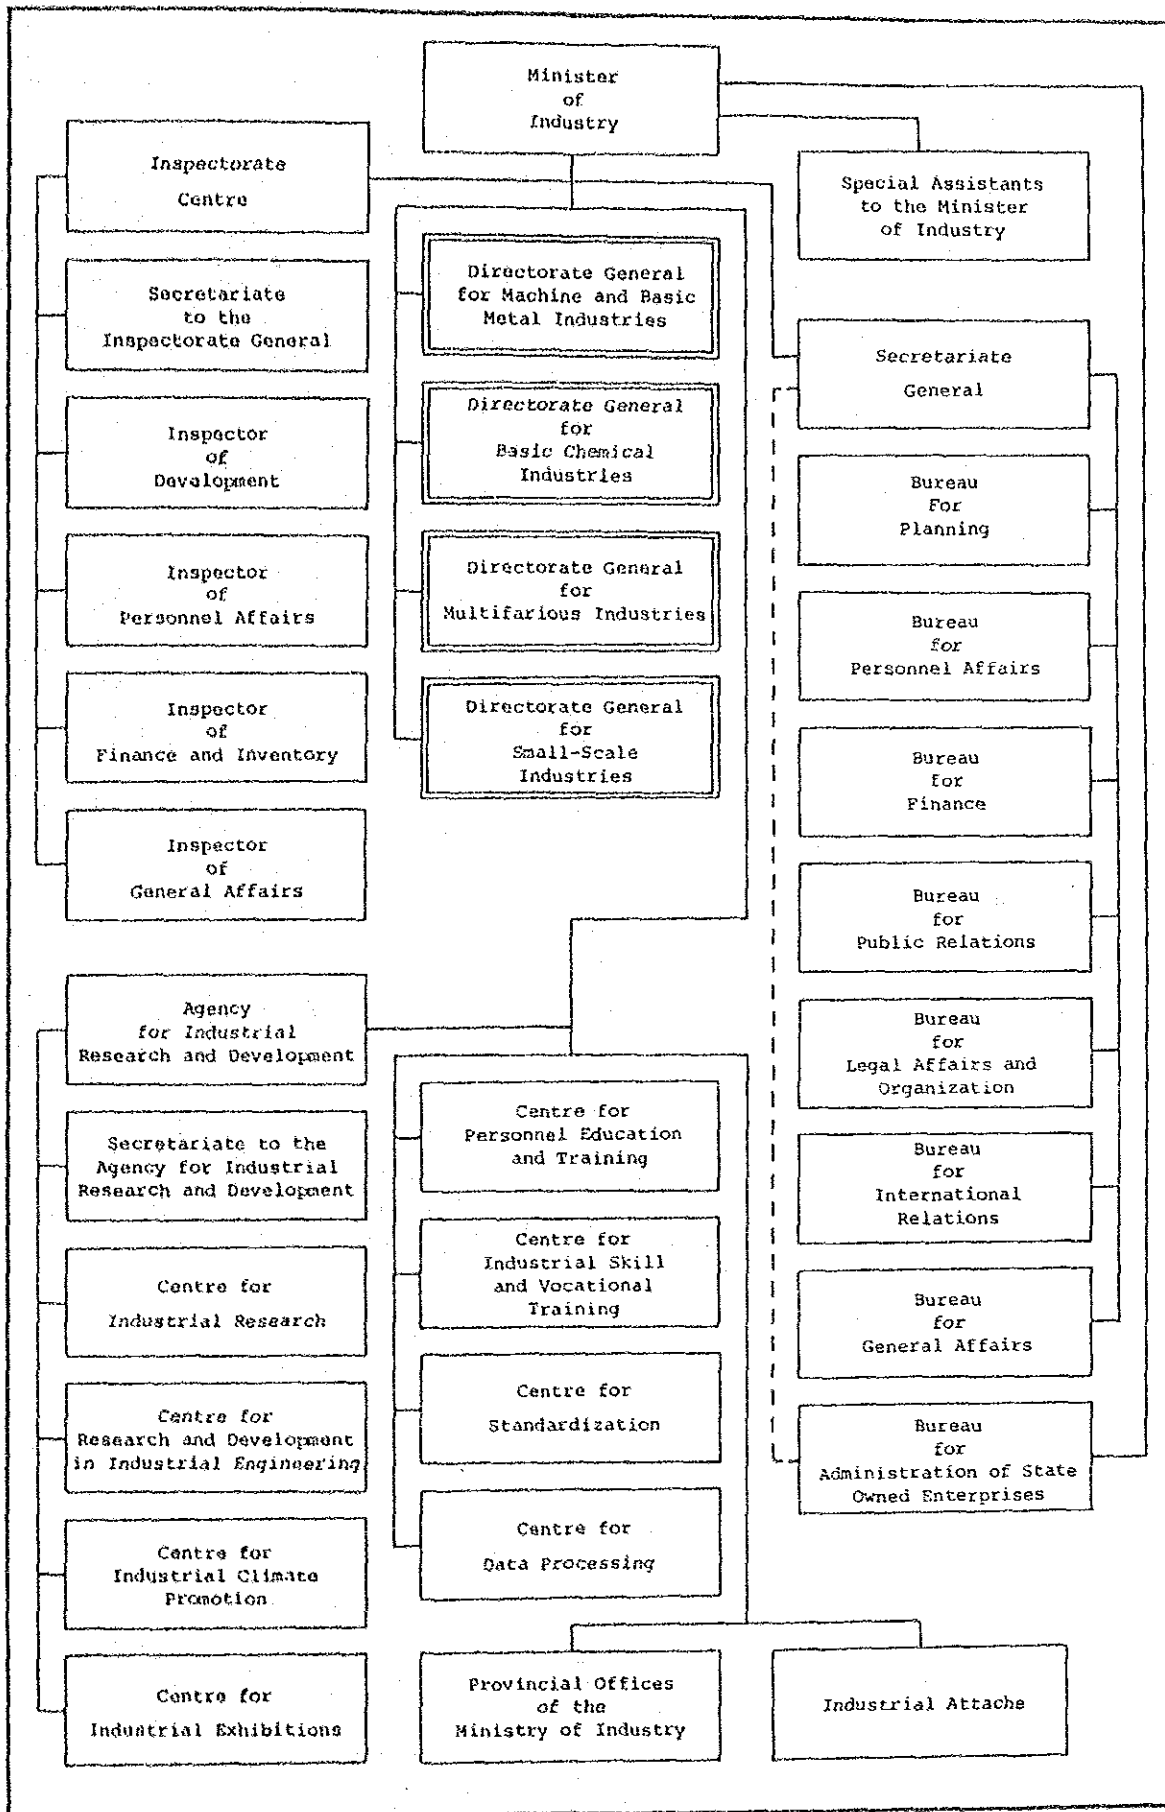 Minister
of
Industry
Inspectorate
Centre
Special Assistants
to the Minister
of Industry
Secretariate
to the
Inspectorate General
Inspector
of
Development
Inspector
of
Personnel Affairs
Inspector
of
Finance and Inventory
Inspector
of
General Affairs
Directorate General
for Machine and Basic
Metal Industries
Directorate General
for
Basic Chemical
Industries
Directorate General
for
Multifarious Industries
Directorate General
for
Small-Scale
Industries
Secretariate
General
Bureau
For
Planning
Bureau
for
Personnel Affairs
Bureau
for
Finance
Bureau
for
Public Relations
Bureau
for
Legal Affairs and
Organization
Bureau
for
International
Relations
Bureau
for
General Affairs
Bureau
for
Administration of State
Owned Enterprises
Agency
for Industrial
Research and Development
Secretariate to the
Agency for Industrial
Research and Development
Centre for
Industrial Research
Centre for
Research and Development
in Industrial Engineering
Centre for
Industrial Climate
Promotion
Centre for
Industrial Exhibitions
Centre for
Personnel Education
and Training
Centre for
Industrial Skill
and Vocational
Training
Centre for
Standardization
Centre for
Data Processing
Provincial Offices
of the
Ministry of Industry
Industrial Attache